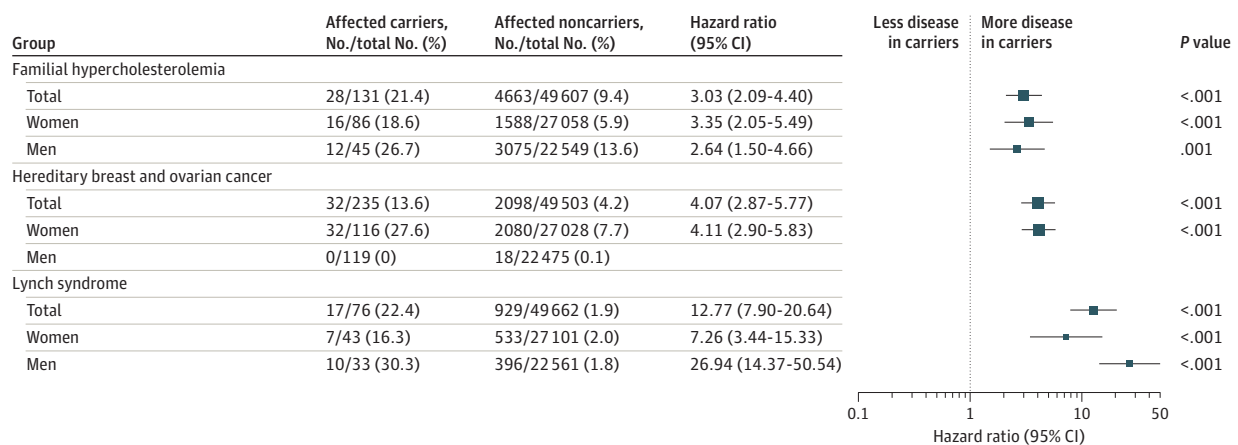 Group Affected carriers, No./total No. (%) Affected noncarriers, No./total No. (%) Hazard ratio (95% CI) Less disease in carriers More disease in carriers P value
Familial hypercholesterolemia
Total 28/131 (21.4) 4663/49 607 (9.4) 3.03 (2.09-4.40) <.001
Women 16/86 (18.6) 1588/27 058 (5.9) 3.35 (2.05-5.49) <.001
Men 12/45 (26.7) 3075/22 549 (13.6) 2.64 (1.50-4.66) .001
Hereditary breast and ovarian cancer
Total 32/235 (13.6) 2098/49 503 (4.2) 4.07 (2.87-5.77) <.001
Women 32/116 (27.6) 2080/27 028 (7.7) 4.11 (2.90-5.83) <.001
Men 0/119 (0) 18/22 475 (0.1)
Lynch syndrome
Total 17/76 (22.4) 929/49 662 (1.9) 12.77 (7.90-20.64) <.001
Women 7/43 (16.3) 533/27 101 (2.0) 7.26 (3.44-15.33) <.001
Men 10/33 (30.3) 396/22 561 (1.8) 26.94 (14.37-50.54) <.001
0.1 1 10 50
Hazard ratio (95% CI)